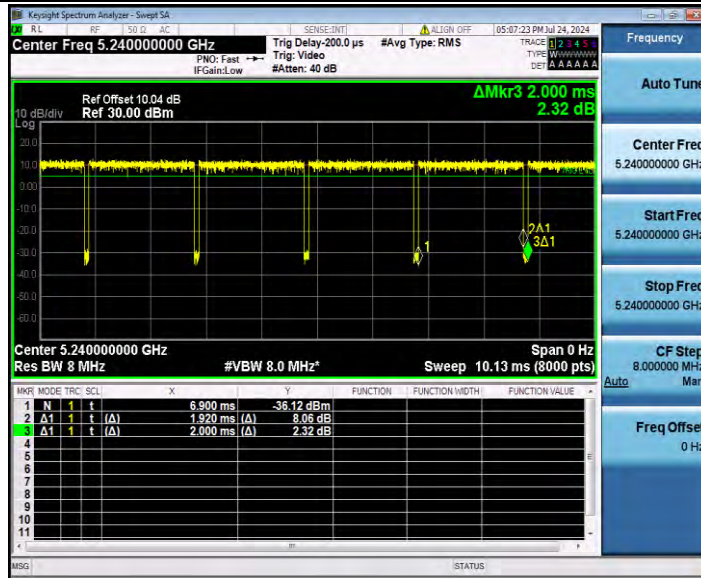 Keysight Spectrum Analyzer - Swept SA
RL RF 50 Ω AC SENSE:INT ALIGN OFF 05:07:23 PM Jul 24, 2024
Center Freq 5.240000000 GHz
PNO: Fast
IFGain:Low
Trig Delay-200.0 µs
Trig: Video
#Atten: 40 dB
#Avg Type: RMS
TRACE 1 2 3 4 5 6
TYPE W
DET A A A A A A
Frequency
Auto Tune
Center Freq
5.240000000 GHz
Start Freq
5.240000000 GHz
Stop Freq
5.240000000 GHz
CF Step
8.000000 MHz
Auto Man
Freq Offset
0 Hz
Ref Offset 10.04 dB
10 dB/div Ref 30.00 dBm
Log
ΔMkr3 2.000 ms
2.32 dB
20.0
10.0
0.00
-10.0
-20.0
-30.0
-40.0
-50.0
-60.0
1
2Δ1
3Δ1
Center 5.240000000 GHz Span 0 Hz
Res BW 8 MHz #VBW 8.0 MHz* Sweep 10.13 ms (8000 pts)
MKR MODE TRC SCL X Y FUNCTION FUNCTION WIDTH FUNCTION VALUE
1 N 1 t 6.900 ms -36.12 dBm
2 Δ1 1 t (Δ) 1.920 ms (Δ) 8.06 dB
3 Δ1 1 t (Δ) 2.000 ms (Δ) 2.32 dB
4
5
6
7
8
9
10
11
MSG STATUS